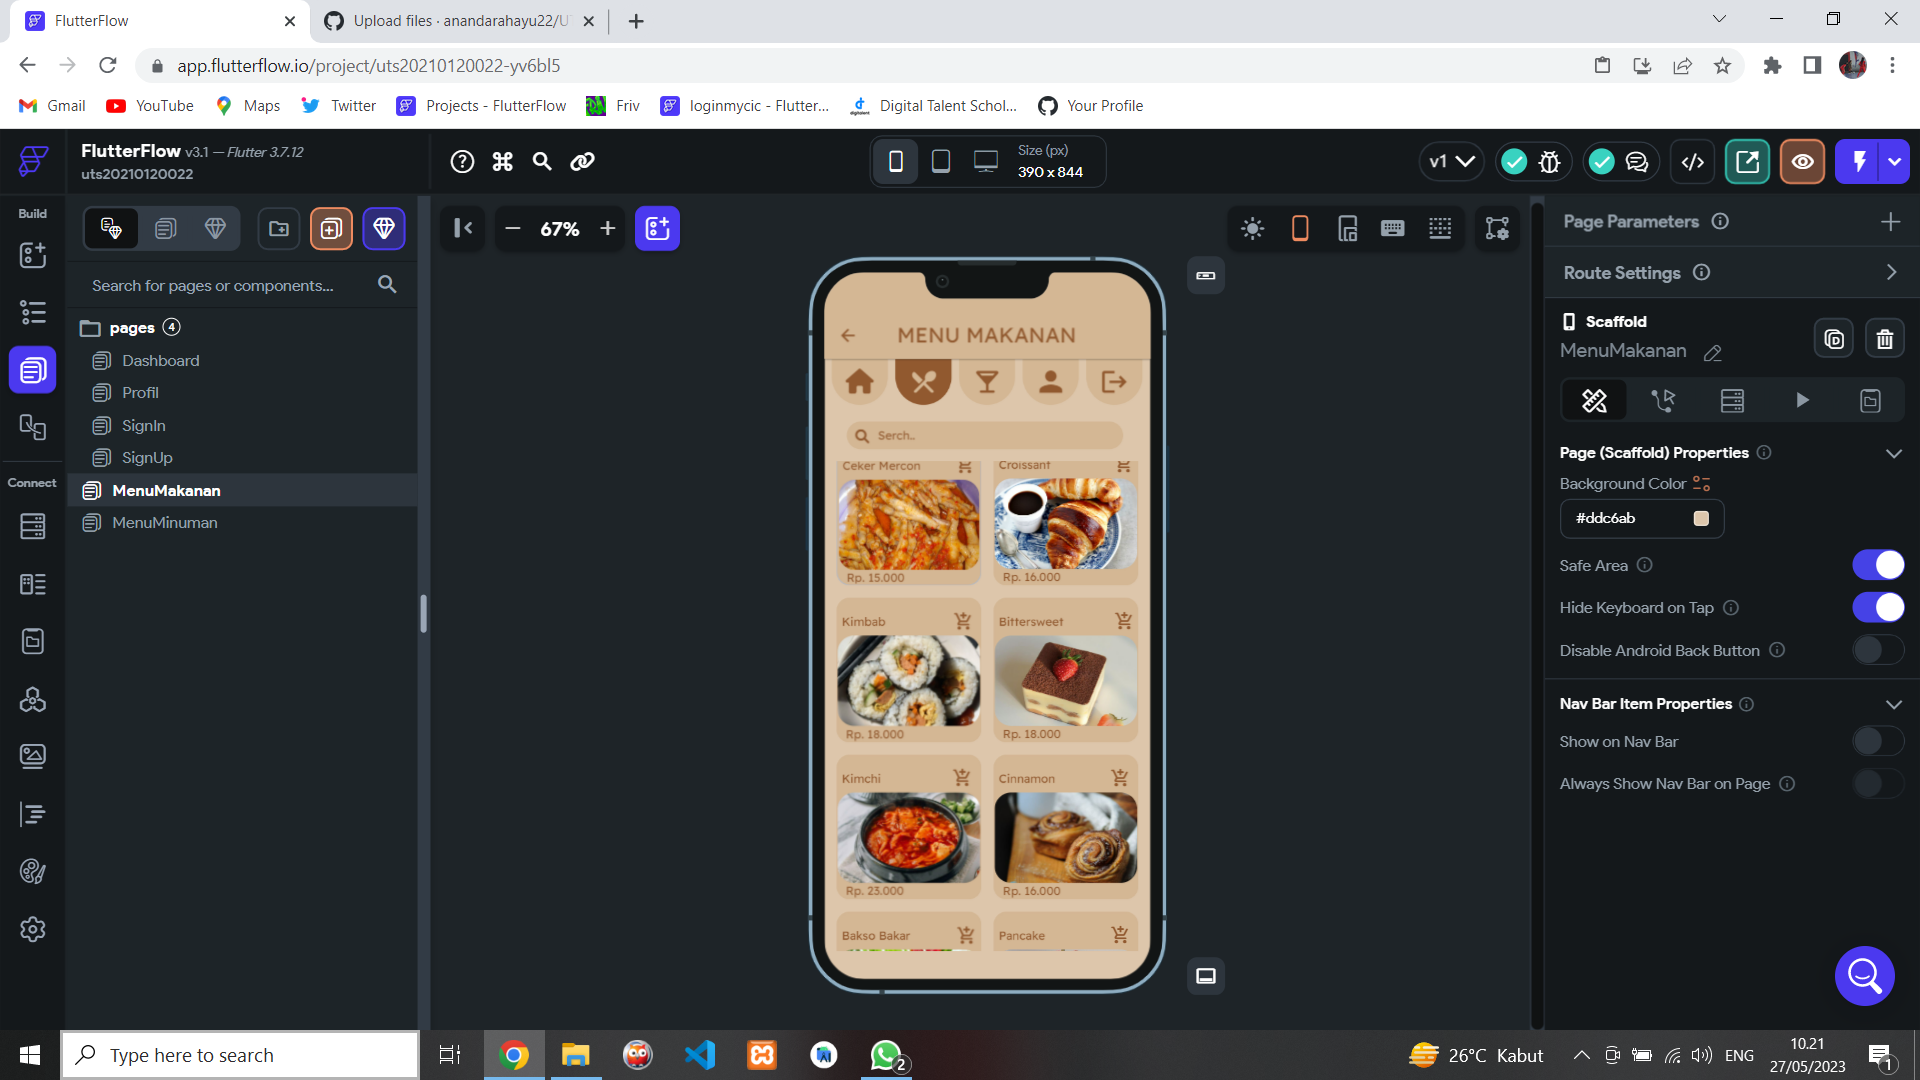 FlutterFlow
Upload files · anandarahayu22/U
app.flutterflow.io/project/uts20210120022-yv6bl5
Gmail
YouTube
Maps
Twitter
Projects - FlutterFlow
Friv
loginmycic - Flutter...
Digital Talent Schol...
Your Profile
FlutterFlow v3.1 — Flutter 3.7.12
uts20210120022
Size (px)
390 x 844
v1
Build
67%
Search for pages or components...
pages 4
Dashboard
Profil
SignIn
SignUp
MenuMakanan
MenuMinuman
Connect
MENU MAKANAN
Serch..
Ceker Mercon
Croissant
Rp. 15.000
Rp. 16.000
Kimbab
Bittersweet
Rp. 18.000
Rp. 18.000
Kimchi
Cinnamon
Rp. 23.000
Rp. 16.000
Bakso Bakar
Pancake
Page Parameters
Route Settings
Scaffold
MenuMakanan
Page (Scaffold) Properties
Background Color
#ddc6ab
Safe Area
Hide Keyboard on Tap
Disable Android Back Button
Nav Bar Item Properties
Show on Nav Bar
Always Show Nav Bar on Page
Type here to search
2
26°C Kabut
ENG
10.21
27/05/2023
1